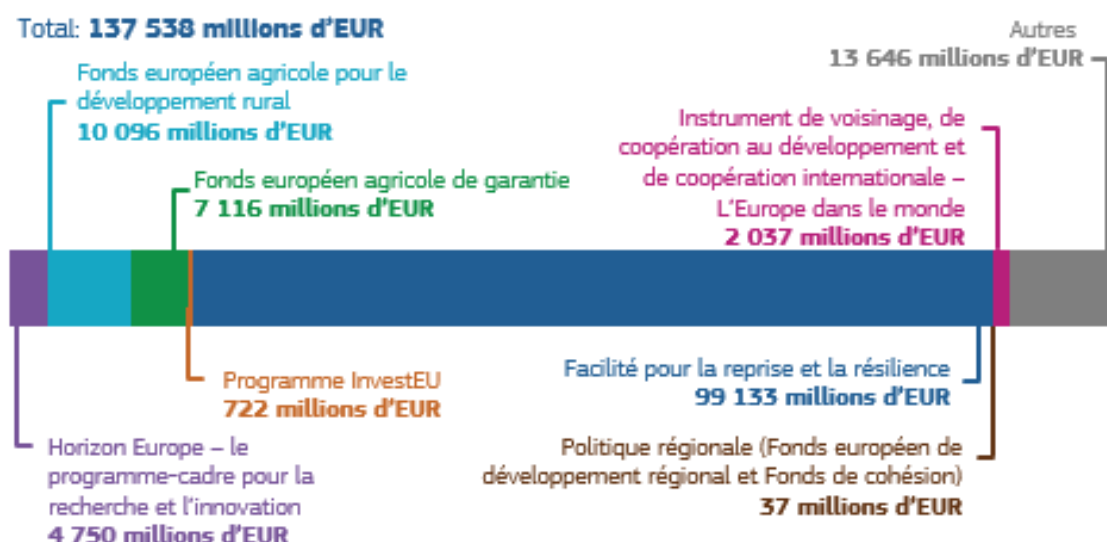 Total: 137 538 millions d'EUR
Autres
13 646 millions d'EUR
Fonds européen agricole pour le
développement rural
10 096 millions d'EUR
Instrument de voisinage, de
coopération au développement et
de coopération internationale –
L'Europe dans le monde
2 037 millions d'EUR
Fonds européen agricole de garantie
7 116 millions d'EUR
Programme InvestEU
722 millions d'EUR
Facilité pour la reprise et la résilience
99 133 millions d'EUR
Horizon Europe – le
programme-cadre pour la
recherche et l'innovation
4 750 millions d'EUR
Politique régionale (Fonds européen de
développement régional et Fonds de cohésion)
37 millions d'EUR